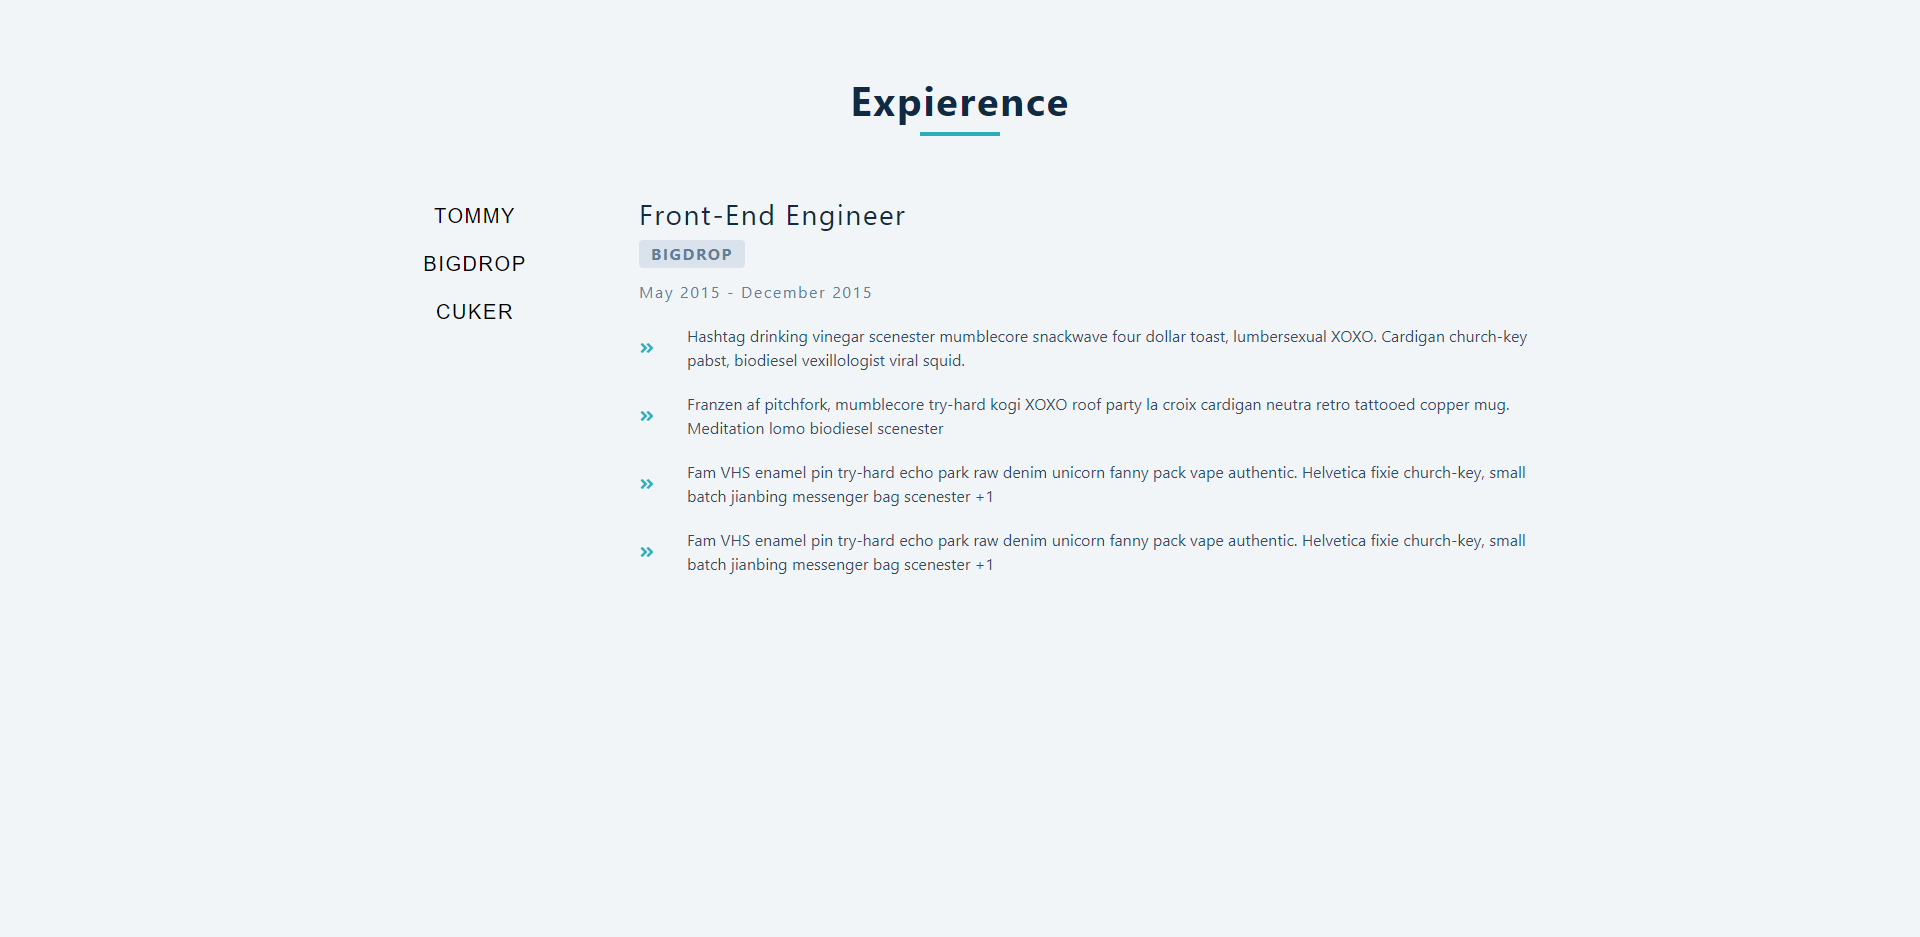 Expierence
TOMMY
BIGDROP
CUKER
Front-End Engineer
BIGDROP
May 2015 - December 2015
Hashtag drinking vinegar scenester mumblecore snackwave four dollar toast, lumbersexual XOXO. Cardigan church-key
pabst, biodiesel vexillologist viral squid.
Franzen af pitchfork, mumblecore try-hard kogi XOXO roof party la croix cardigan neutra retro tattooed copper mug.
Meditation lomo biodiesel scenester
Fam VHS enamel pin try-hard echo park raw denim unicorn fanny pack vape authentic. Helvetica fixie church-key, small
batch jianbing messenger bag scenester +1
Fam VHS enamel pin try-hard echo park raw denim unicorn fanny pack vape authentic. Helvetica fixie church-key, small
batch jianbing messenger bag scenester +1